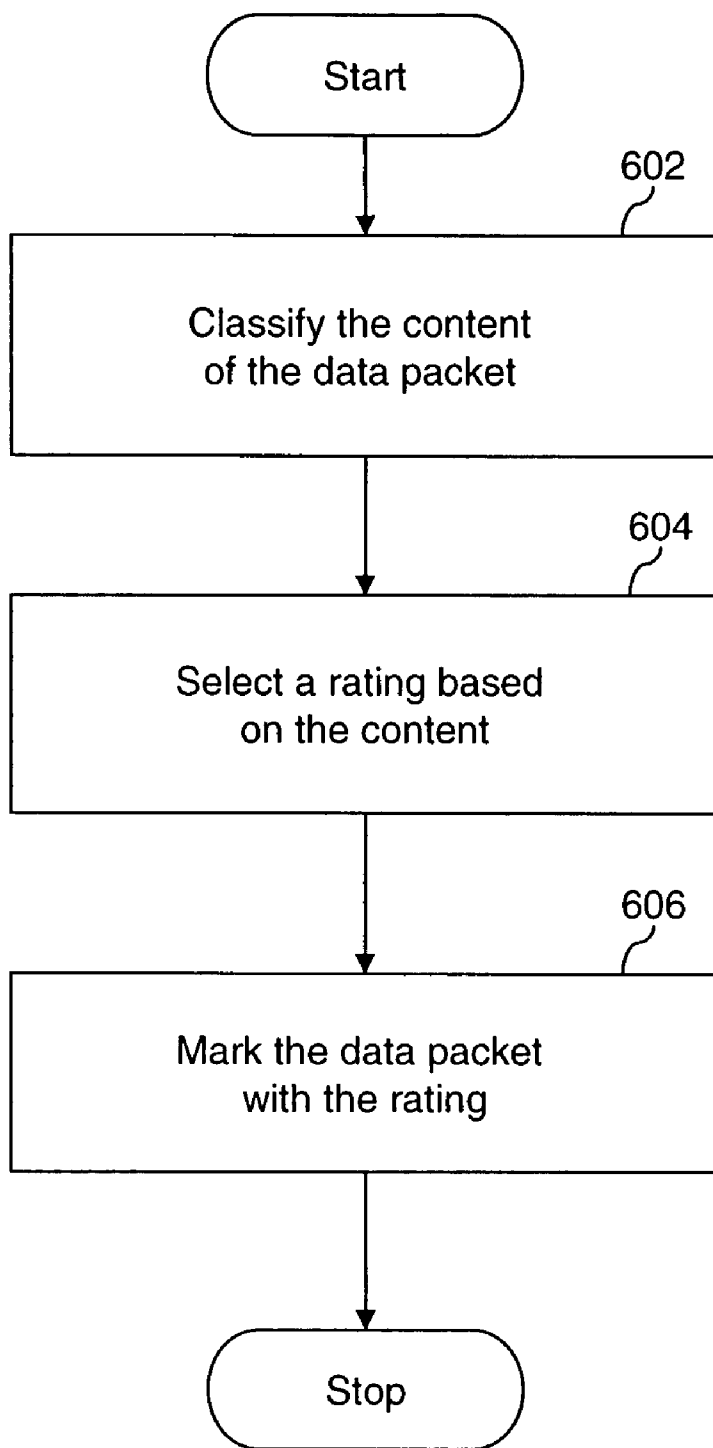 Start
602
Classify the content
of the data packet
604
Select a rating based
on the content
606
Mark the data packet
with the rating
Stop